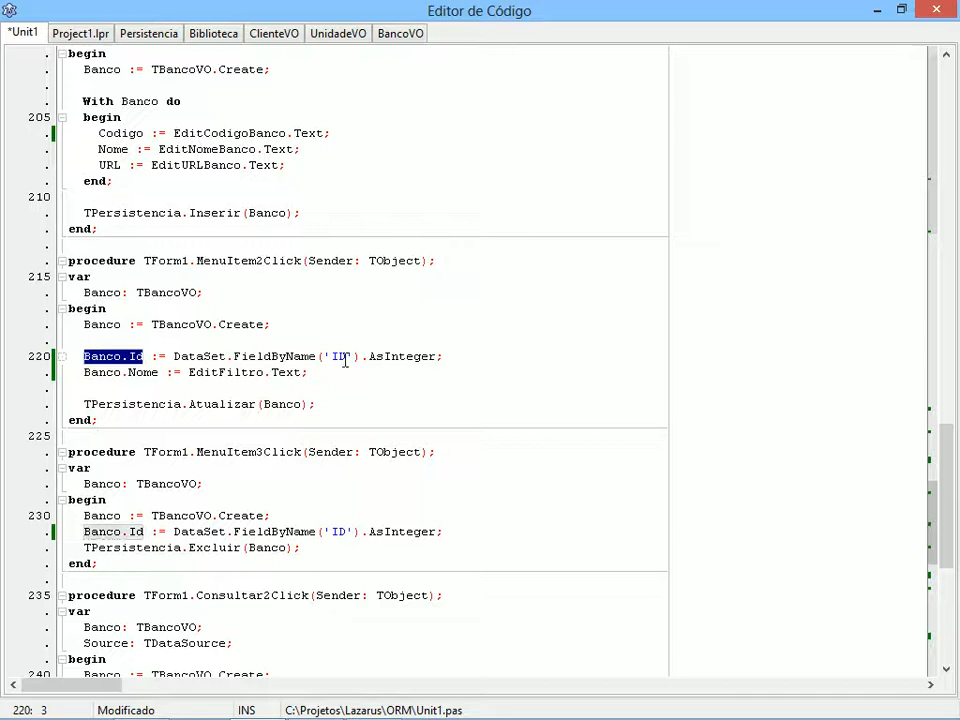 Editor de Código
*Unit1 Project1.lpr Persistencia Biblioteca ClienteVO UnidadeVO BancoVO
. begin
. Banco := TBancoVO.Create;
.
. With Banco do
205 begin
. Codigo := EditCodigoBanco.Text;
. Nome := EditNomeBanco.Text;
. URL := EditURLBanco.Text;
. end;
210
. TPersistencia.Inserir(Banco);
. end;
.
. procedure TForm1.MenuItem2Click(Sender: TObject);
215 var
. Banco: TBancoVO;
. begin
. Banco := TBancoVO.Create;
.
220 Banco.Id := DataSet.FieldByName('ID').AsInteger;
. Banco.Nome := EditFiltro.Text;
.
. TPersistencia.Atualizar(Banco);
. end;
225
. procedure TForm1.MenuItem3Click(Sender: TObject);
. var
. Banco: TBancoVO;
. begin
230 Banco := TBancoVO.Create;
. Banco.Id := DataSet.FieldByName('ID').AsInteger;
. TPersistencia.Excluir(Banco);
. end;
.
235 procedure TForm1.Consultar2Click(Sender: TObject);
. var
. Banco: TBancoVO;
. Source: TDataSource;
. begin
240 Banco := TBancoVO.Create;
220: 3 Modificado INS C:\Projetos\Lazarus\ORM\Unit1.pas